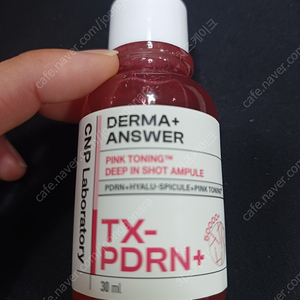 DERMA+
ANSWER
PINK TONING™
DEEP IN SHOT AMPULE
PDRN+HYALU-SPICULE+PINK TONING
TX-
PDRN+
30 ml
CNP Laboratory
cafe.naver.com